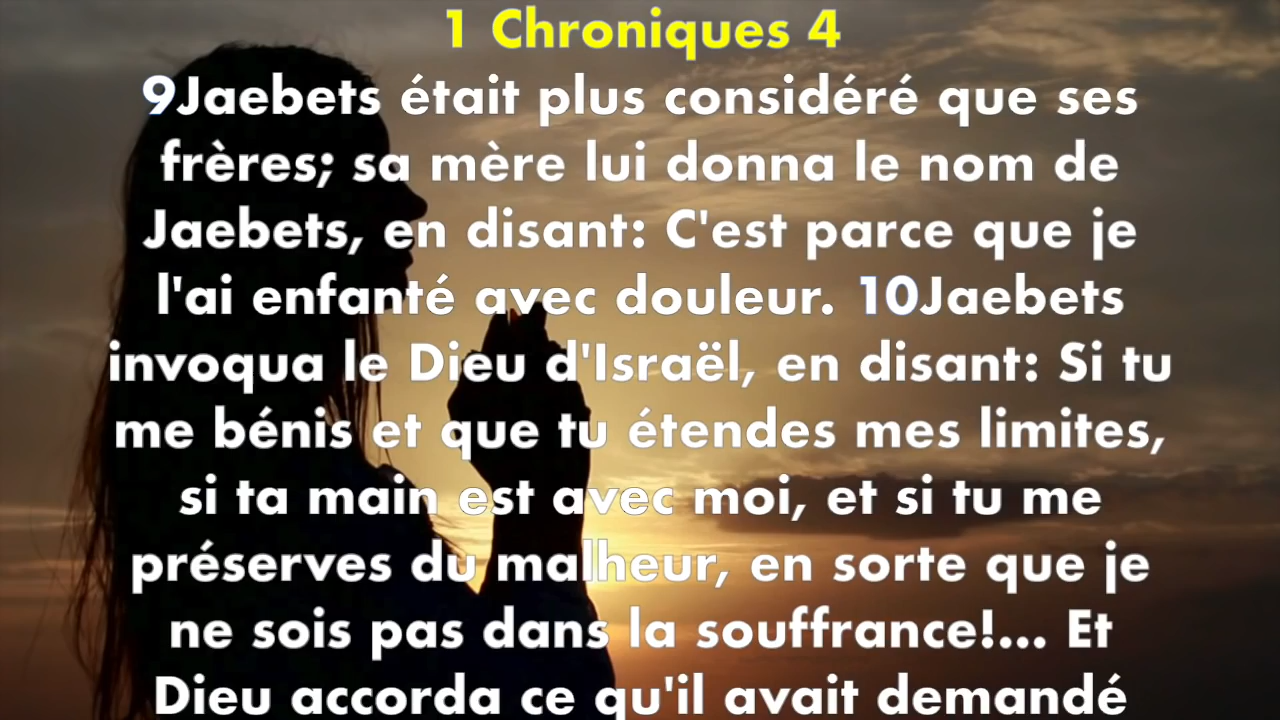 1 Chroniques 4
9Jaebets était plus considéré que ses
frères; sa mère lui donna le nom de
Jaebets, en disant: C'est parce que je
l'ai enfanté avec douleur. 10Jaebets
invoqua le Dieu d'Israël, en disant: Si tu
me bénis et que tu étendes mes limites,
si ta main est avec moi, et si tu me
préserves du malheur, en sorte que je
ne sois pas dans la souffrance!... Et
Dieu accorda ce qu'il avait demandé